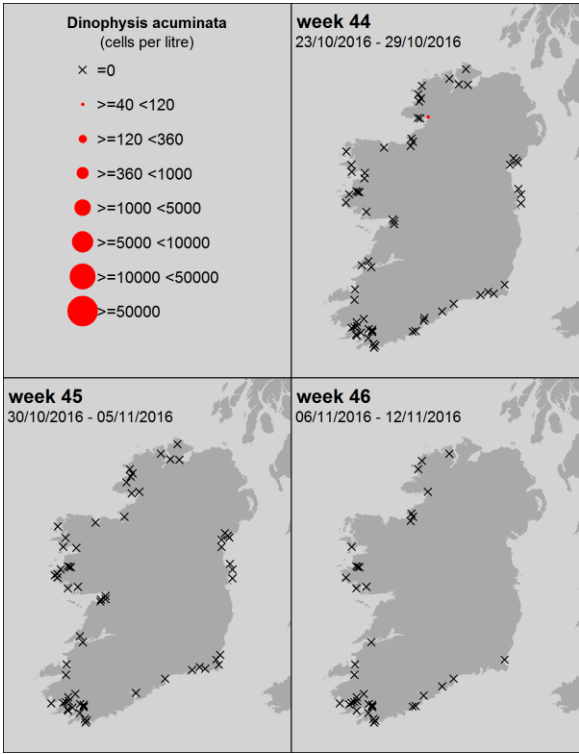 Dinophysis acuminata
(cells per litre)
=0
>=40 <120
>=120 <360
>=360 <1000
>=1000 <5000
>=5000 <10000
>=10000 <50000
>=50000
week 44
23/10/2016 - 29/10/2016
week 45
30/10/2016 - 05/11/2016
week 46
06/11/2016 - 12/11/2016